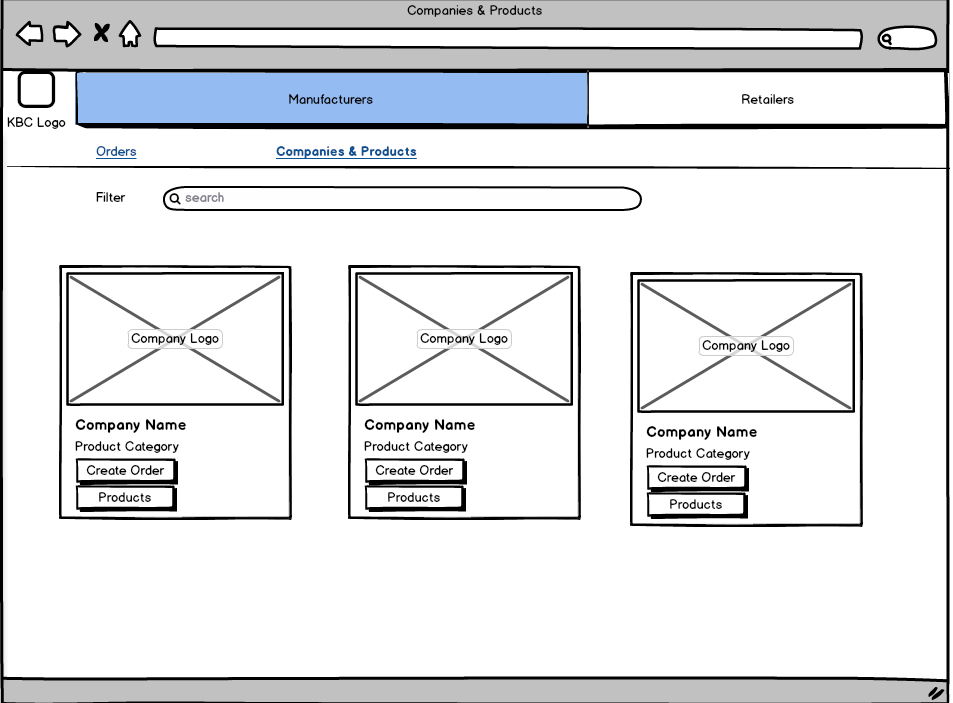 Companies & Products
Manufacturers
Retailers
KBC Logo
Orders
Companies & Products
Filter
search
Company Logo
Company Name
Product Category
Create Order
Products
Company Logo
Company Name
Product Category
Create Order
Products
Company Logo
Company Name
Product Category
Create Order
Products